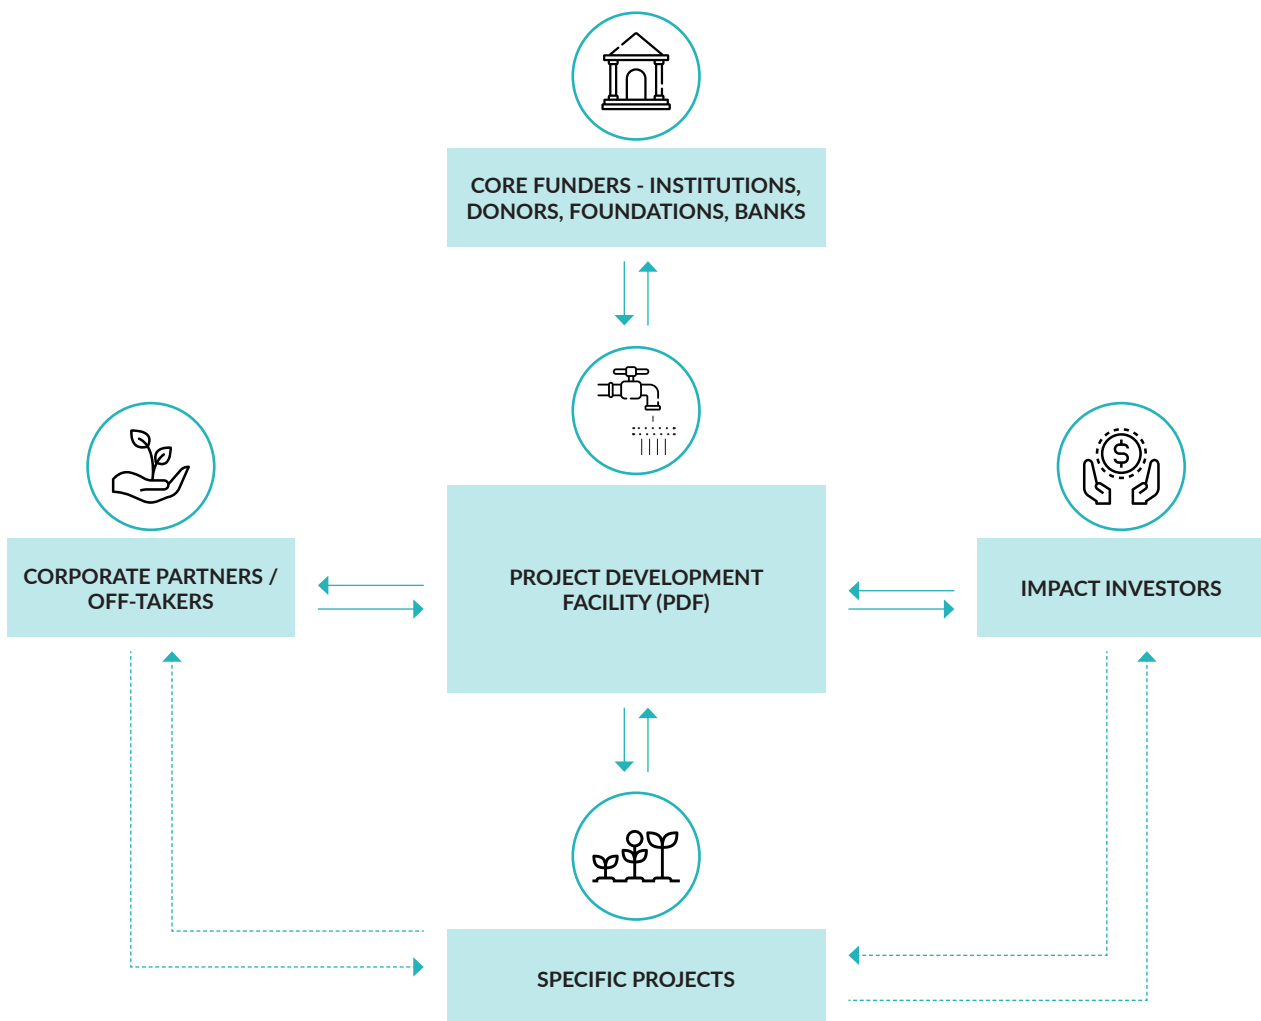 CORE FUNDERS - INSTITUTIONS,
DONORS, FOUNDATIONS, BANKS
CORPORATE PARTNERS /
OFF-TAKERS
PROJECT DEVELOPMENT
FACILITY (PDF)
$
IMPACT INVESTORS
SPECIFIC PROJECTS